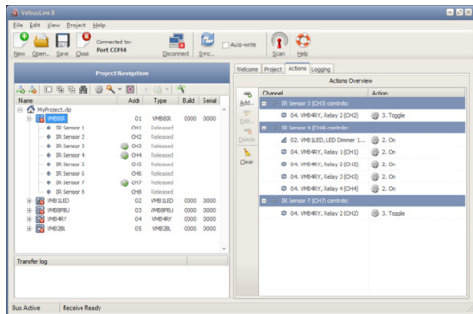 VelbusLink 8
File Edit View Project Help
New Open... Save Close
Connected to:
Port COM4
Disconnect Sync... Auto-write Scan Help
Project Navigation
Name Addr Type Build Serial
MyProject.vlp
VMB8IR 01 VMB8IR 0000 0000
IR Sensor 1 CH1 Released
IR Sensor 2 CH2 Released
IR Sensor 3 CH3 Released
IR Sensor 4 CH4 Released
IR Sensor 5 CH5 Released
IR Sensor 6 CH6 Released
IR Sensor 7 CH7 Released
IR Sensor 8 CH8 Released
VMB1LED 02 VMB1LED 0000 0000
VMB8PBU 03 VMB8PBU 0000 0000
VMB4RY 04 VMB4RY 0000 0000
VMB2BL 05 VMB2BL 0000 0000
Transfer log
Bus Active Receive Ready
Welcome Project Actions Logging
Actions Overview
Add...
Edit...
Delete
Clear
Channel Action
IR Sensor 3 (CH3) controls:
04. VMB4RY, Relay 2 (CH2) 3. Toggle
IR Sensor 4 (CH4) controls:
02. VMB1LED, LED Dimmer 1... 2. On
04. VMB4RY, Relay 1 (CH1) 2. On
04. VMB4RY, Relay 2 (CH2) 2. On
04. VMB4RY, Relay 3 (CH3) 2. On
04. VMB4RY, Relay 4 (CH4) 2. On
IR Sensor 7 (CH7) controls:
04. VMB4RY, Relay 2 (CH2) 3. Toggle